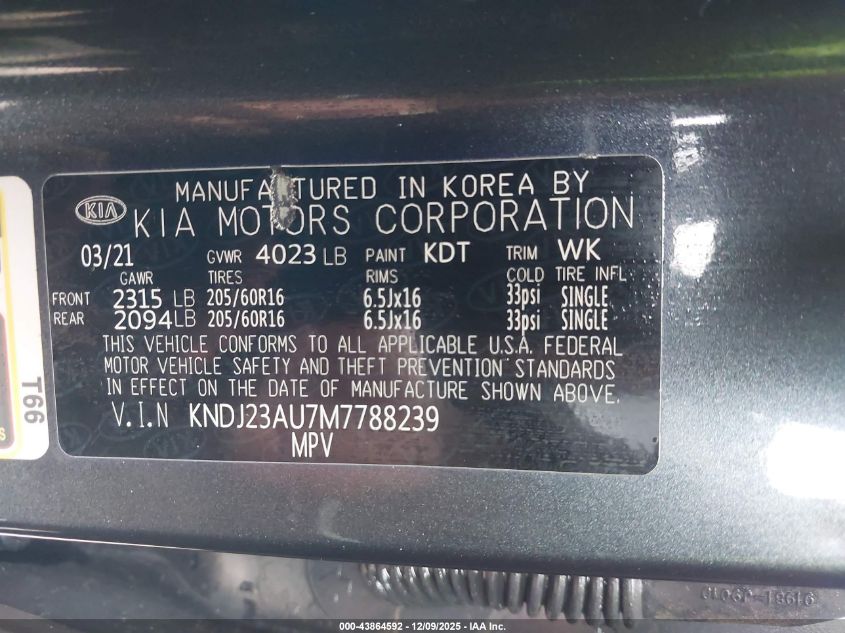 MANUFACTURED IN KOREA BY
KIA KIA MOTORS CORPORATION
03/21 GVWR 4023 LB PAINT KDT TRIM WK
GAWR TIRES RIMS COLD TIRE INFL
FRONT 2315 LB 205/60R16 6.5Jx16 33psi SINGLE
REAR 2094 LB 205/60R16 6.5Jx16 33psi SINGLE
THIS VEHICLE CONFORMS TO ALL APPLICABLE U.S.A. FEDERAL
MOTOR VEHICLE SAFETY AND THEFT PREVENTION STANDARDS
IN EFFECT ON THE DATE OF MANUFACTURE SHOWN ABOVE.
V.I.N KNDJ23AU7M7788239
MPV
T66
000-43864592 - 12/09/2025 - IAA Inc.